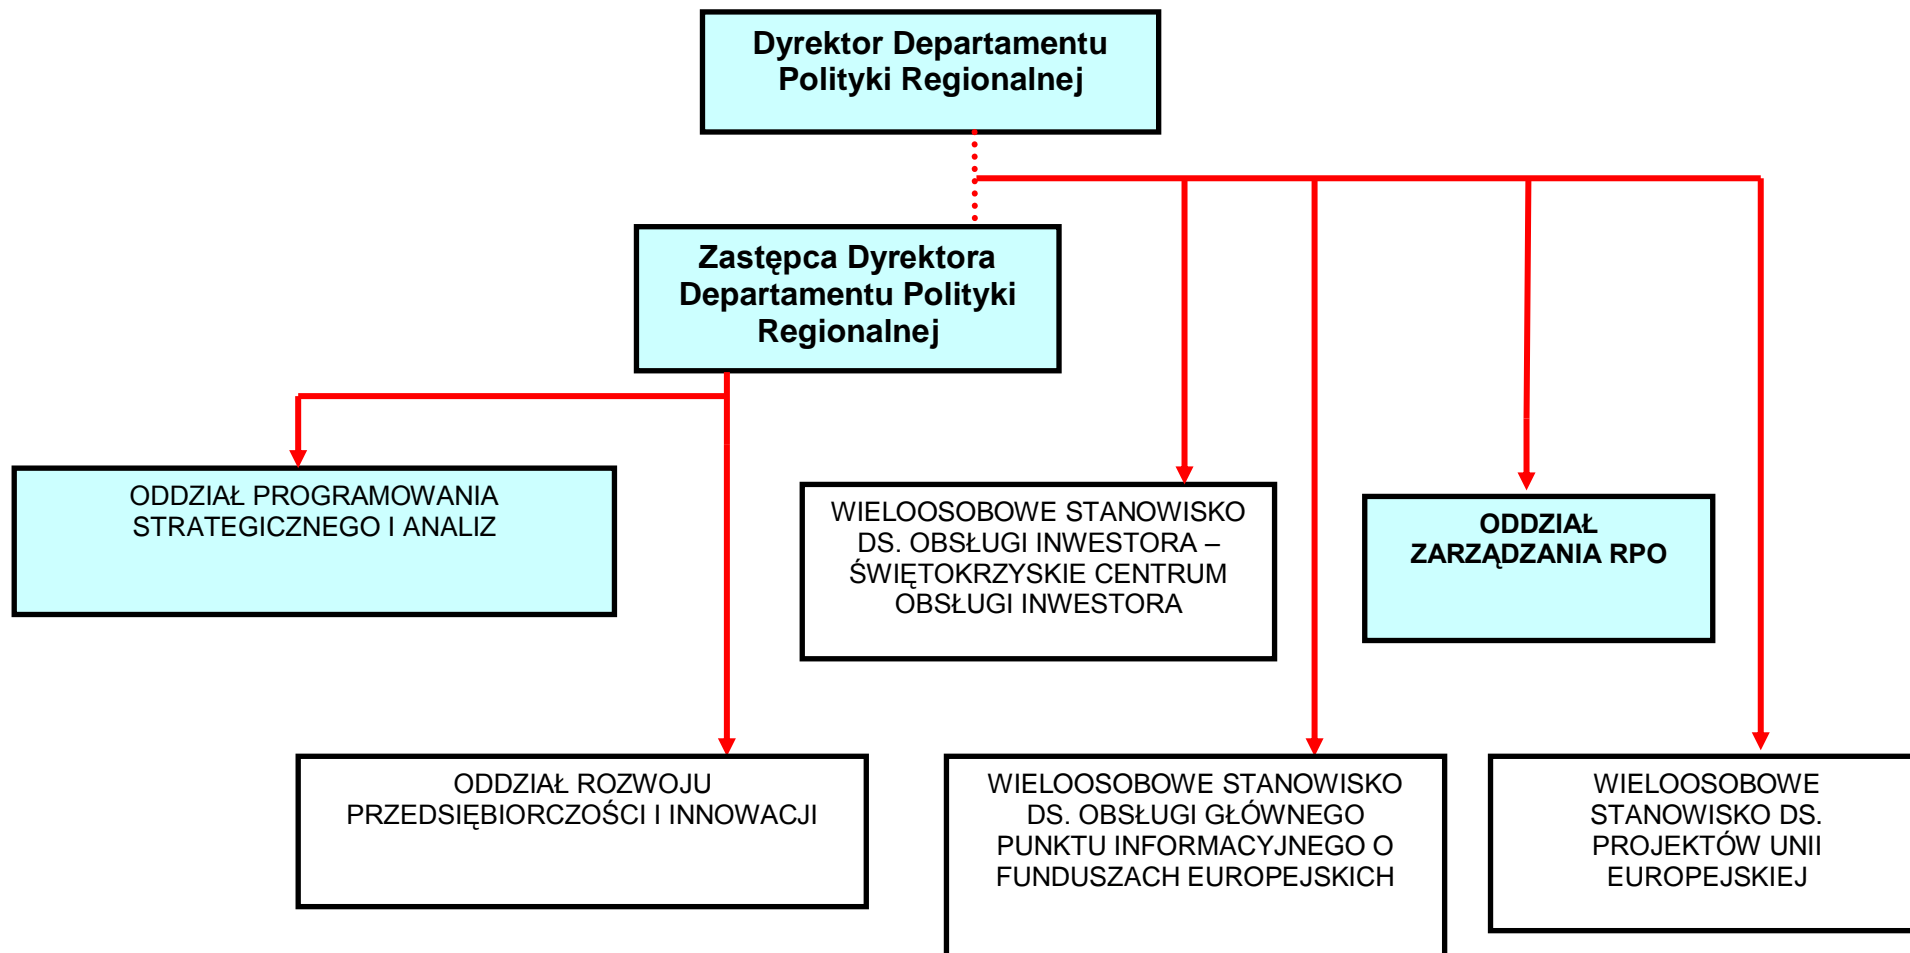 Dyrektor Departamentu
Polityki Regionalnej
Zastępca Dyrektora
Departamentu Polityki
Regionalnej
ODDZIAŁ PROGRAMOWANIA
STRATEGICZNEGO I ANALIZ
WIELOOSOBOWE STANOWISKO
DS. OBSŁUGI INWESTORA –
ŚWIĘTOKRZYSKIE CENTRUM
OBSŁUGI INWESTORA
ODDZIAŁ
ZARZĄDZANIA RPO
ODDZIAŁ ROZWOJU
PRZEDSIĘBIORCZOŚCI I INNOWACJI
WIELOOSOBOWE STANOWISKO
DS. OBSŁUGI GŁÓWNEGO
PUNKTU INFORMACYJNEGO O
FUNDUSZACH EUROPEJSKICH
WIELOOSOBOWE
STANOWISKO DS.
PROJEKTÓW UNII
EUROPEJSKIEJ